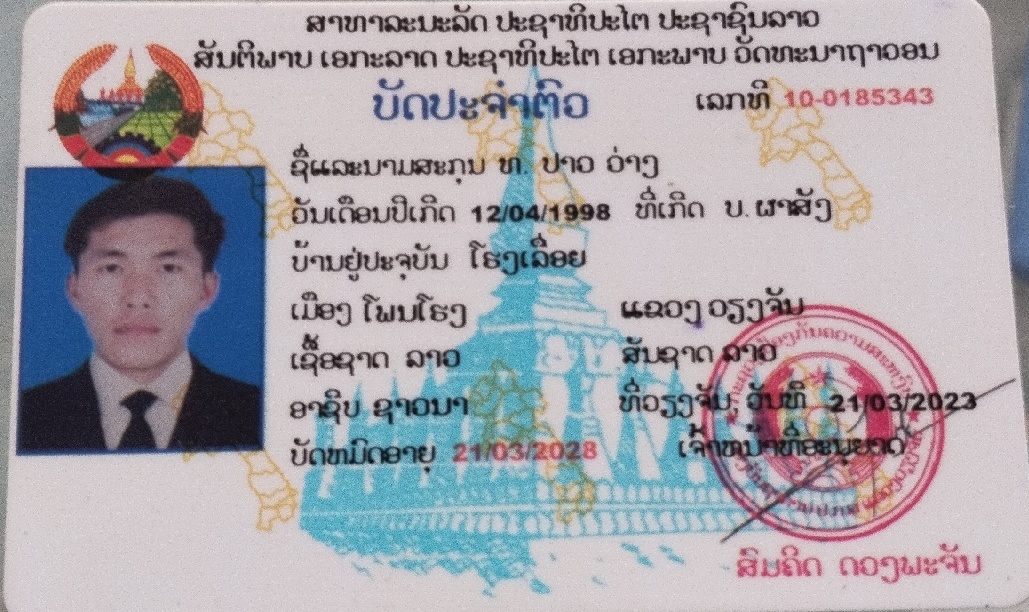 ສາທາລະນະລັດ ປະຊາທິປະໄຕ ປະຊາຊົນລາວ
ສັນຕິພາບ ເອກະລາດ ປະຊາທິປະໄຕ ເອກະພາບ ວັດທະນາຖາວອນ
ບັດປະຈຳຕົວ
ເລກທີ 10-0185343
ຊື່ແລະນາມສະກຸນ ທ. ປາວ ວ່າງ
ວັນເດືອນປີເກີດ 12/04/1998 ທີ່ເກີດ ບ. ຜາສັງ
ບ້ານຢູ່ປະຈຸບັນ ໂຮງເລື່ອຍ
ເມືອງ ໂພນໂຮງ ແຂວງ ວຽງຈັນ
ເຊື້ອຊາດ ລາວ ສັນຊາດ ລາວ
ອາຊີບ ຊາວນາ ທີ່ວຽງຈັນ, ວັນທີ 21/03/2023
ບັດຫມົດອາຍຸ 21/03/2028 ເຈົ້າຫນ້າທີ່ອະນຸຍາດ
ສົມຄິດ ດວງພະຈັນ